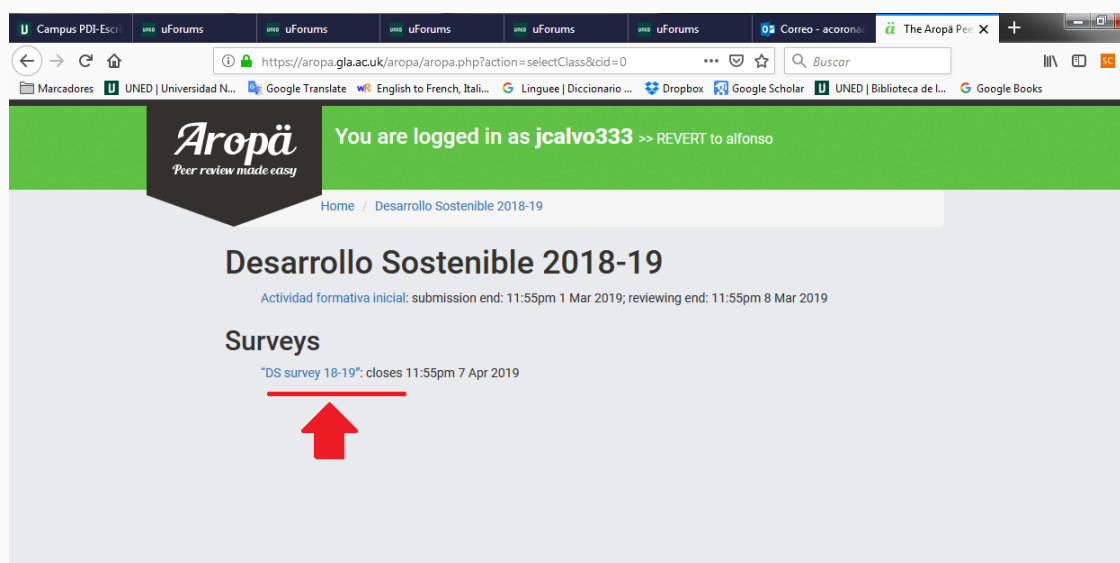 Campus PDI-Escri
uForums
uForums
uForums
uForums
uForums
Correo - acorona
The Aropä Pee
https://aropa.gla.ac.uk/aropa/aropa.php?action=selectClass&cid=0
Buscar
Marcadores
UNED | Universidad N...
Google Translate
English to French, Itali...
Linguee | Diccionario ...
Dropbox
Google Scholar
UNED | Biblioteca de l...
Google Books
Aropä
Peer review made easy
You are logged in as jcalvo333 >> REVERT to alfonso
Home / Desarrollo Sostenible 2018-19
Desarrollo Sostenible 2018-19
Actividad formativa inicial: submission end: 11:55pm 1 Mar 2019; reviewing end: 11:55pm 8 Mar 2019
Surveys
“DS survey 18-19”: closes 11:55pm 7 Apr 2019